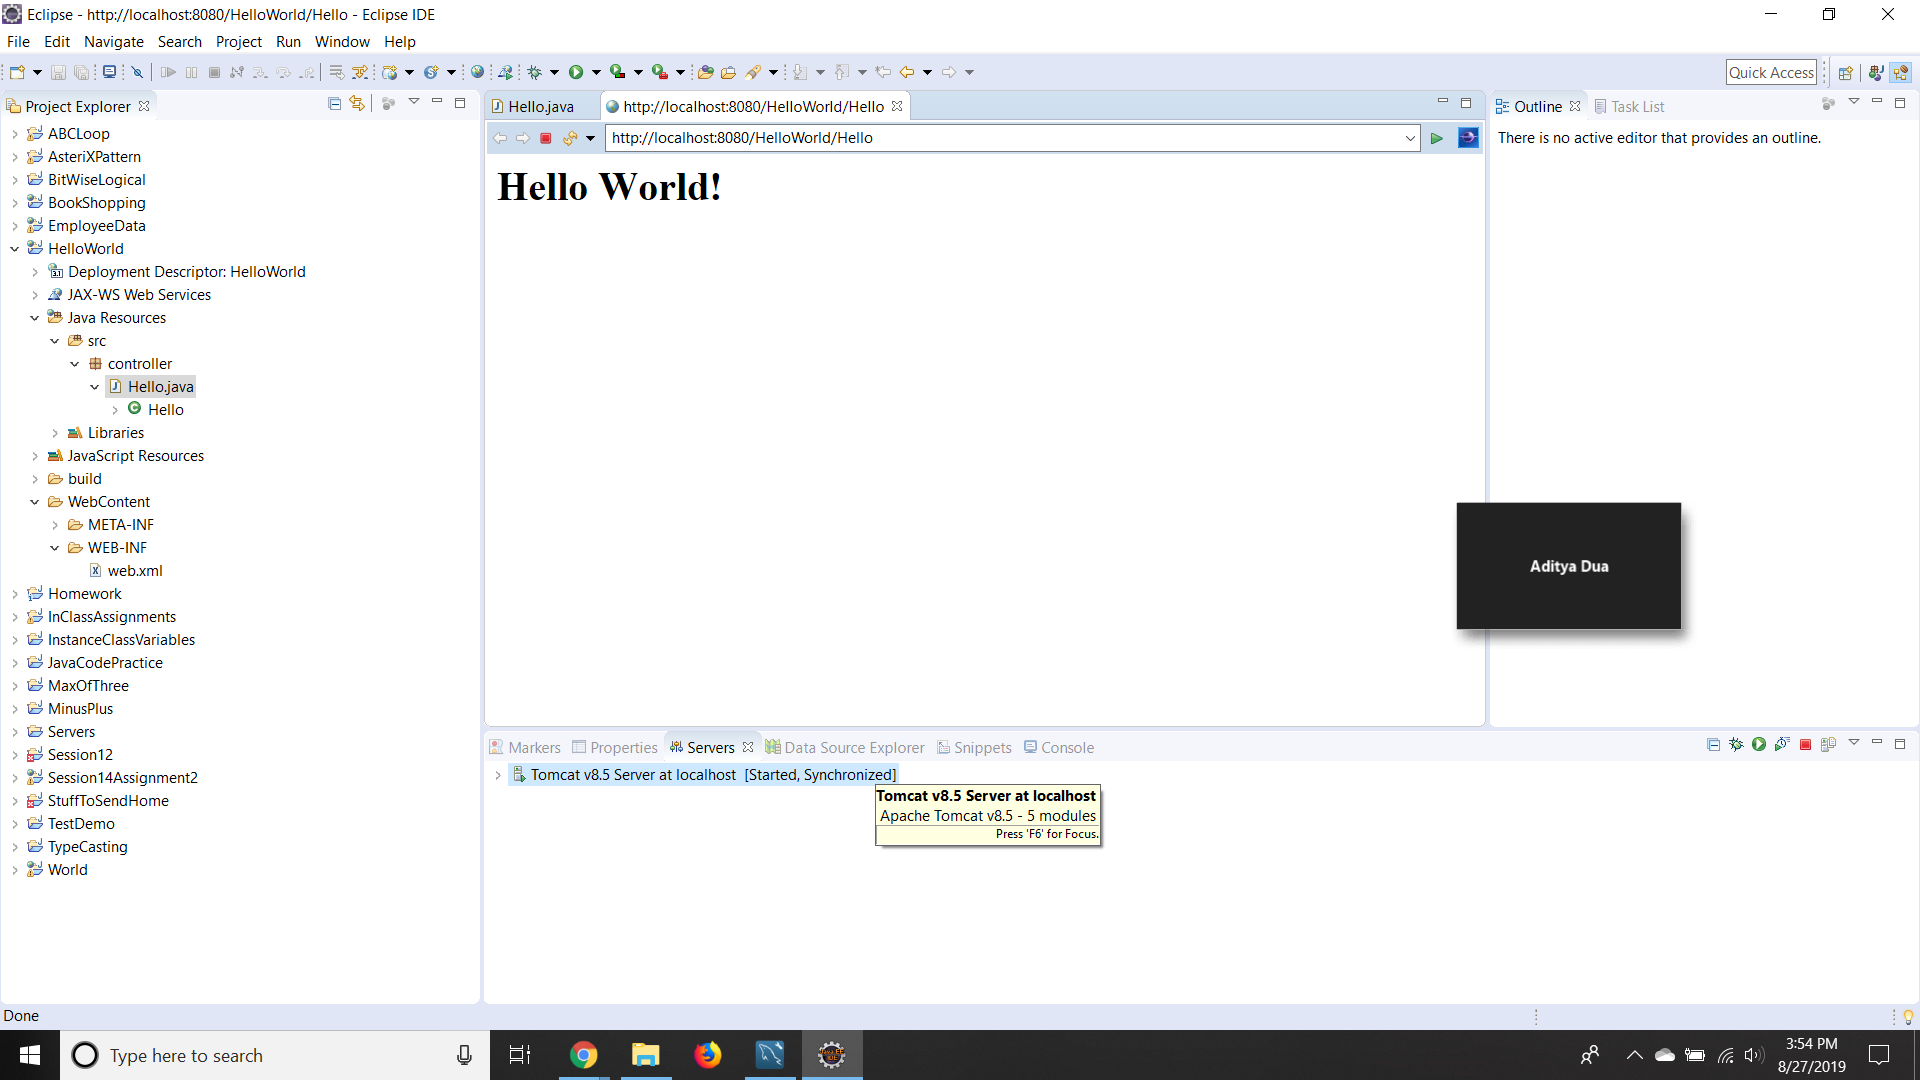 Eclipse - http://localhost:8080/HelloWorld/Hello - Eclipse IDE
File Edit Navigate Search Project Run Window Help
Quick Access
Project Explorer
ABCLoop
AsteriXPattern
BitWiseLogical
BookShopping
EmployeeData
HelloWorld
Deployment Descriptor: HelloWorld
JAX-WS Web Services
Java Resources
src
controller
Hello.java
Hello
Libraries
JavaScript Resources
build
WebContent
META-INF
WEB-INF
web.xml
Homework
InClassAssignments
InstanceClassVariables
JavaCodePractice
MaxOfThree
MinusPlus
Servers
Session12
Session14Assignment2
StuffToSendHome
TestDemo
TypeCasting
World
Hello.java http://localhost:8080/HelloWorld/Hello
http://localhost:8080/HelloWorld/Hello
Hello World!
Outline Task List
There is no active editor that provides an outline.
Aditya Dua
Markers Properties Servers Data Source Explorer Snippets Console
Tomcat v8.5 Server at localhost [Started, Synchronized]
Tomcat v8.5 Server at localhost
Apache Tomcat v8.5 - 5 modules
Press 'F6' for Focus.
Done
Type here to search
3:54 PM
8/27/2019